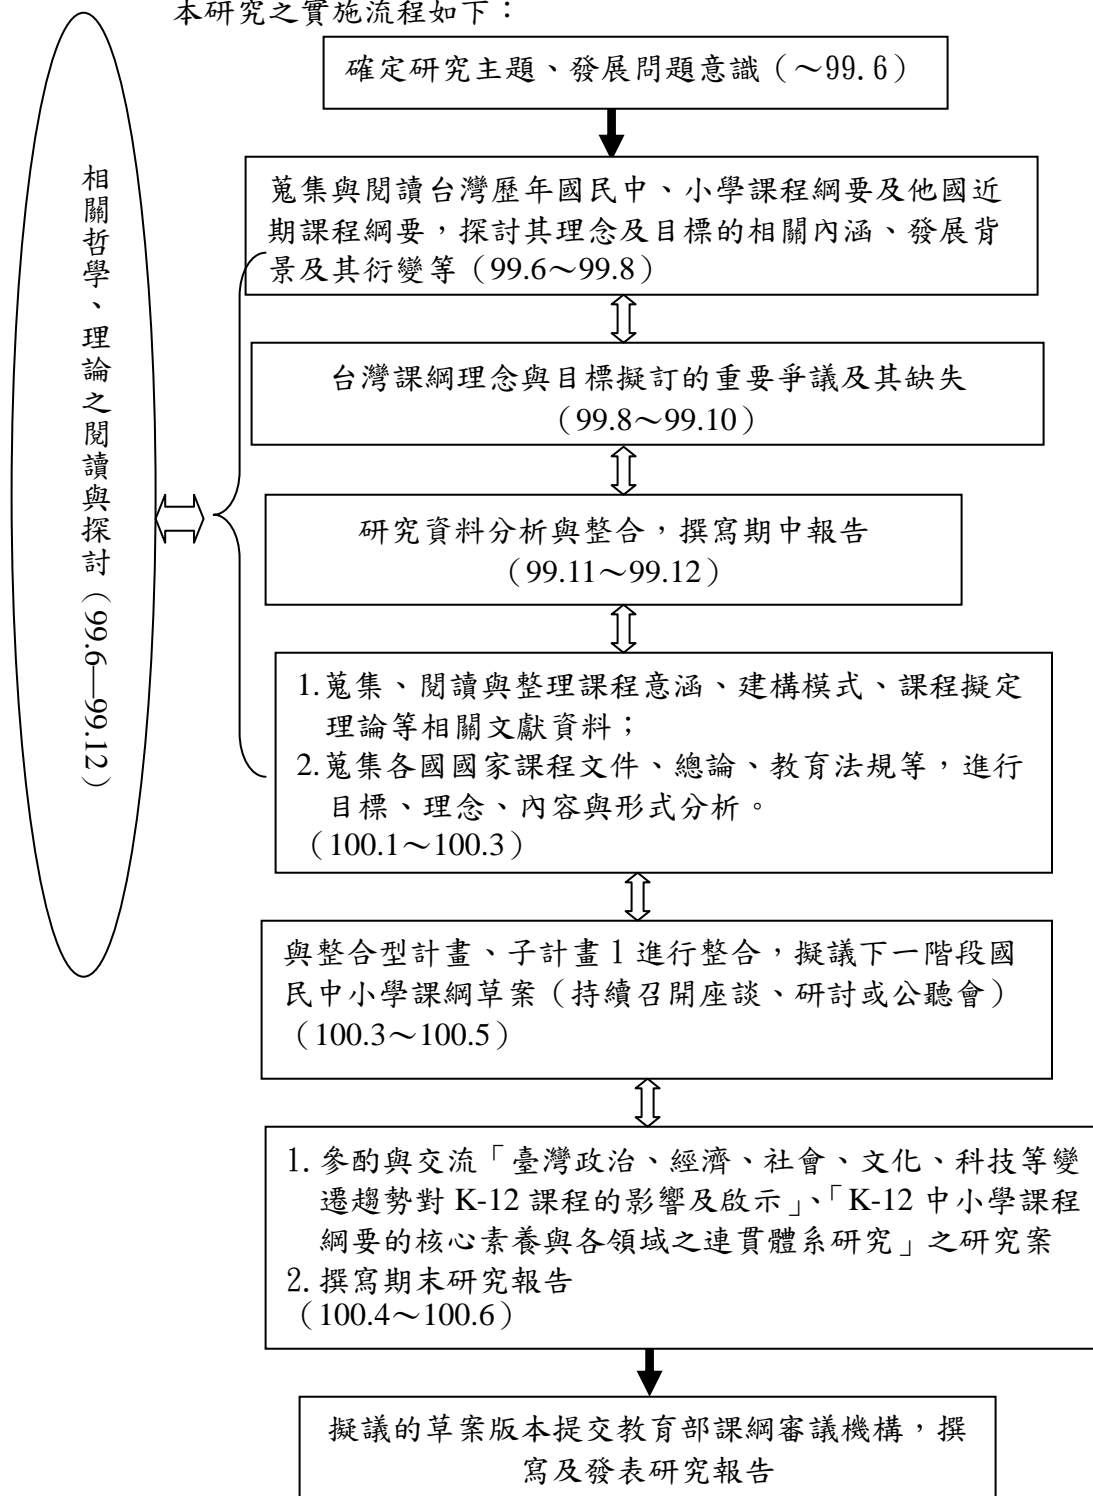 本研究之實施流程如下：
確定研究主題、發展問題意識（～99.6）
蒐集與閱讀台灣歷年國民中、小學課程綱要及他國近
期課程綱要，探討其理念及目標的相關內涵、發展背
景及其衍變等（99.6～99.8）
台灣課綱理念與目標擬訂的重要爭議及其缺失
（99.8～99.10）
相關哲學、理論之閱讀與探討（99.6—99.12）
研究資料分析與整合，撰寫期中報告
（99.11～99.12）
1.蒐集、閱讀與整理課程意涵、建構模式、課程擬定
理論等相關文獻資料；
2.蒐集各國國家課程文件、總論、教育法規等，進行
目標、理念、內容與形式分析。
（100.1～100.3）
與整合型計畫、子計畫 1 進行整合，擬議下一階段國
民中小學課綱草案（持續召開座談、研討或公聽會）
（100.3～100.5）
1. 參酌與交流「臺灣政治、經濟、社會、文化、科技等變
遷趨勢對 K-12 課程的影響及啟示」、「K-12 中小學課程
綱要的核心素養與各領域之連貫體系研究」之研究案
2. 撰寫期末研究報告
（100.4～100.6）
擬議的草案版本提交教育部課綱審議機構，撰
寫及發表研究報告